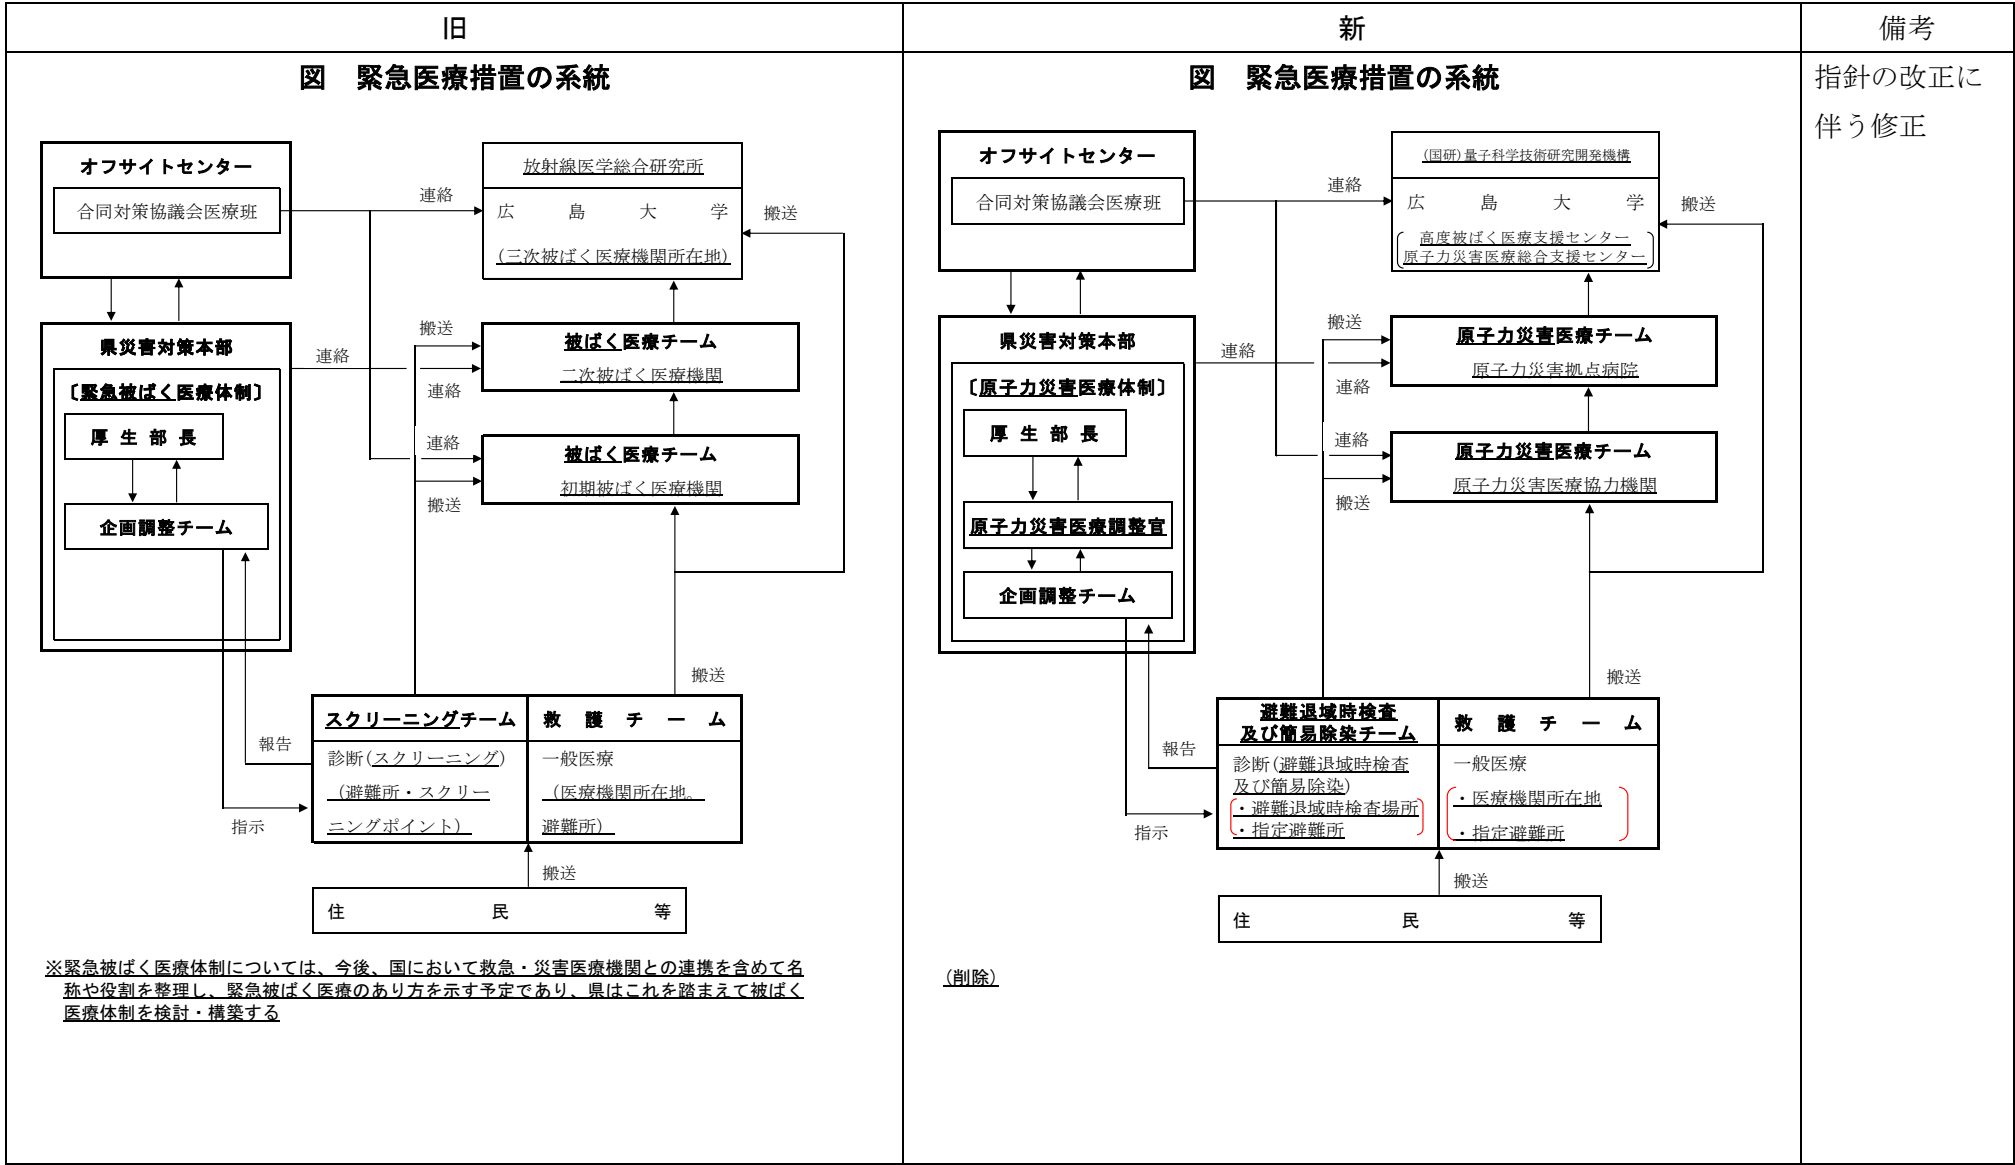 旧
新
備考
図　緊急医療措置の系統
オフサイトセンター
合同対策協議会医療班
放射線医学総合研究所
広島大学
(三次被ばく医療機関所在地)
連絡
搬送
県災害対策本部
〔緊急被ばく医療体制〕
厚生部長
企画調整チーム
連絡
搬送
連絡
被ばく医療チーム
二次被ばく医療機関
連絡
搬送
被ばく医療チーム
初期被ばく医療機関
搬送
報告
指示
スクリーニングチーム
診断(スクリーニング)
(避難所・スクリー
ニングポイント)
救護チーム
一般医療
(医療機関所在地。
避難所)
搬送
住民等
※緊急被ばく医療体制については、今後、国において救急・災害医療機関との連携を含めて名
称や役割を整理し、緊急被ばく医療のあり方を示す予定であり、県はこれを踏まえて被ばく
医療体制を検討・構築する
図　緊急医療措置の系統
オフサイトセンター
合同対策協議会医療班
(国研)量子科学技術研究開発機構
広島大学
高度被ばく医療支援センター
原子力災害医療総合支援センター
連絡
搬送
県災害対策本部
〔原子力災害医療体制〕
厚生部長
原子力災害医療調整官
企画調整チーム
連絡
搬送
連絡
原子力災害医療チーム
原子力災害拠点病院
連絡
搬送
原子力災害医療チーム
原子力災害医療協力機関
搬送
報告
指示
避難退域時検査
及び簡易除染チーム
診断(避難退域時検査
及び簡易除染)
・避難退域時検査場所
・指定避難所
救護チーム
一般医療
・医療機関所在地
・指定避難所
搬送
住民等
(削除)
指針の改正に
伴う修正